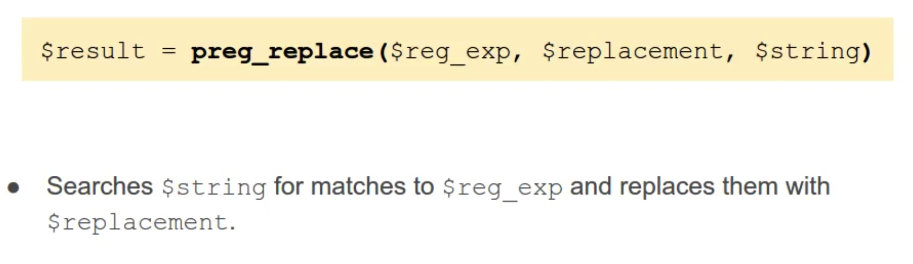 $result = preg_replace($reg_exp, $replacement, $string)
● Searches $string for matches to $reg_exp and replaces them with
$replacement.